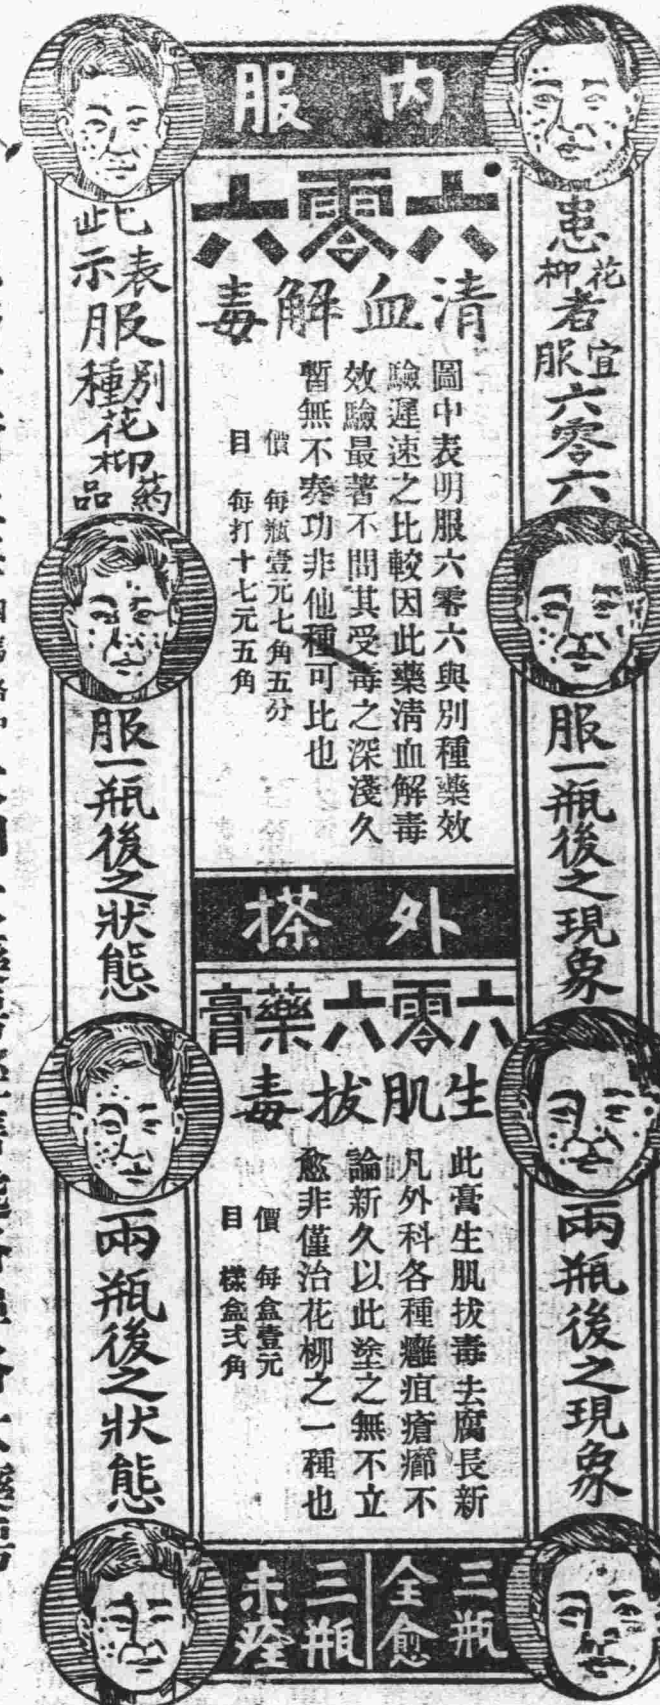 內服
六零六
清血解毒
圖中表明服六零六與別種藥效
驗遲速之比較因此藥清血解毒
效驗最著不問其受毒之深淺久
暫無不奏功非他種可比也
價目
每瓶壹元七角五分
每打十七元五角
患花柳者宜服六零六
服一瓶後之現象
兩瓶後之現象
三瓶全愈
此表示服別種花柳葯品
服一瓶後之狀態
兩瓶後之狀態
三瓶未痊
外搽
六零六藥膏
生肌拔毒
此膏生肌拔毒去腐長新
凡外科各種癰疽瘡癤不
論新久以此塗之無不立
愈非僅治花柳之一種也
價目
每盒壹元
樣盒弍角